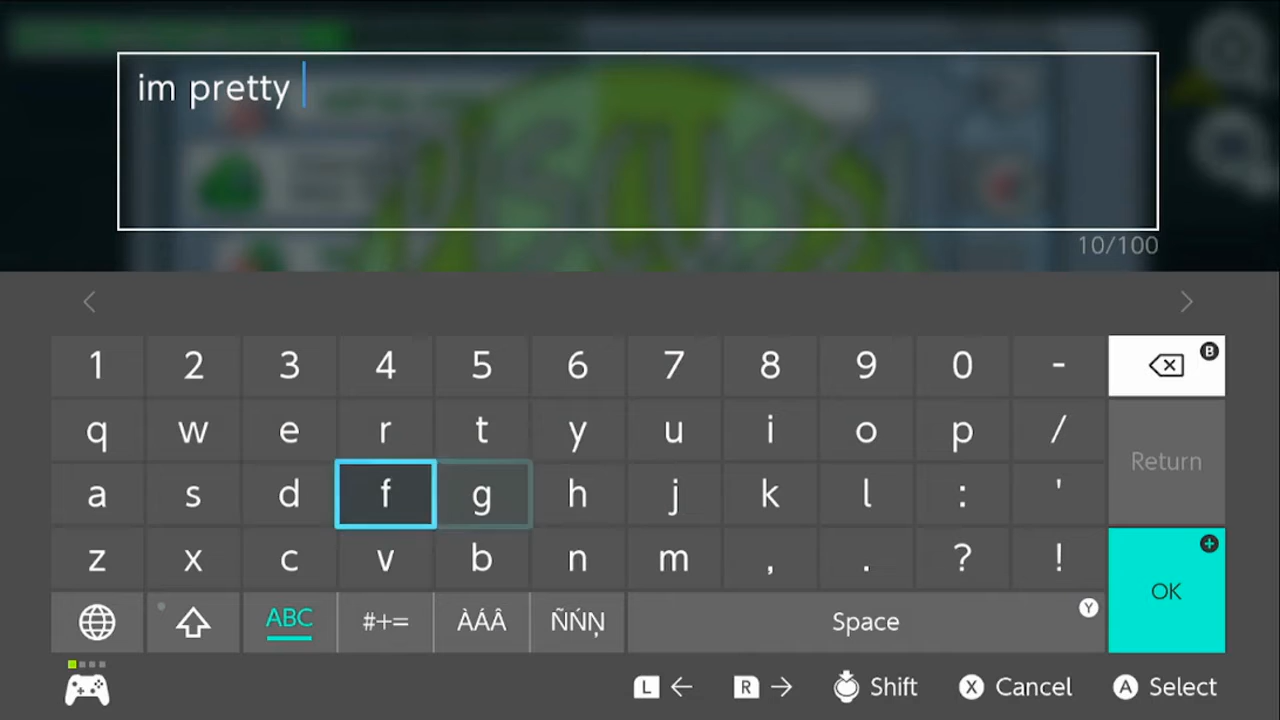 im pretty
10/100
< >
1 2 3 4 5 6 7 8 9 0 - B
q w e r t y u i o p / Return
a s d f g h j k l : '
z x c v b n m , . ? ! + OK
ABC #+= ÀÁÂ ÑŃŅ Space Y
L ← R → Shift X Cancel A Select